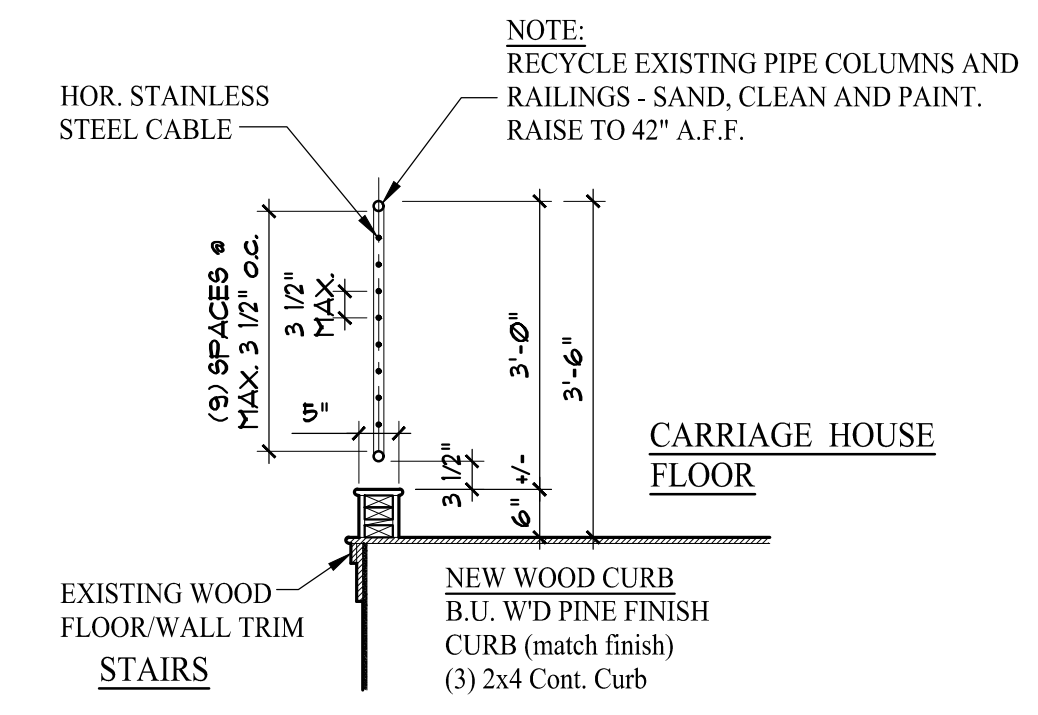 NOTE:
RECYCLE EXISTING PIPE COLUMNS AND
RAILINGS - SAND, CLEAN AND PAINT.
RAISE TO 42" A.F.F.
HOR. STAINLESS
STEEL CABLE
(9) SPACES @
MAX. 3 1/2" O.C.
3 1/2"
MAX.
5"
3 1/2"
3'-0"
6" +/-
3'-6"
CARRIAGE HOUSE
FLOOR
EXISTING WOOD
FLOOR/WALL TRIM
STAIRS
NEW WOOD CURB
B.U. W'D PINE FINISH
CURB (match finish)
(3) 2x4 Cont. Curb